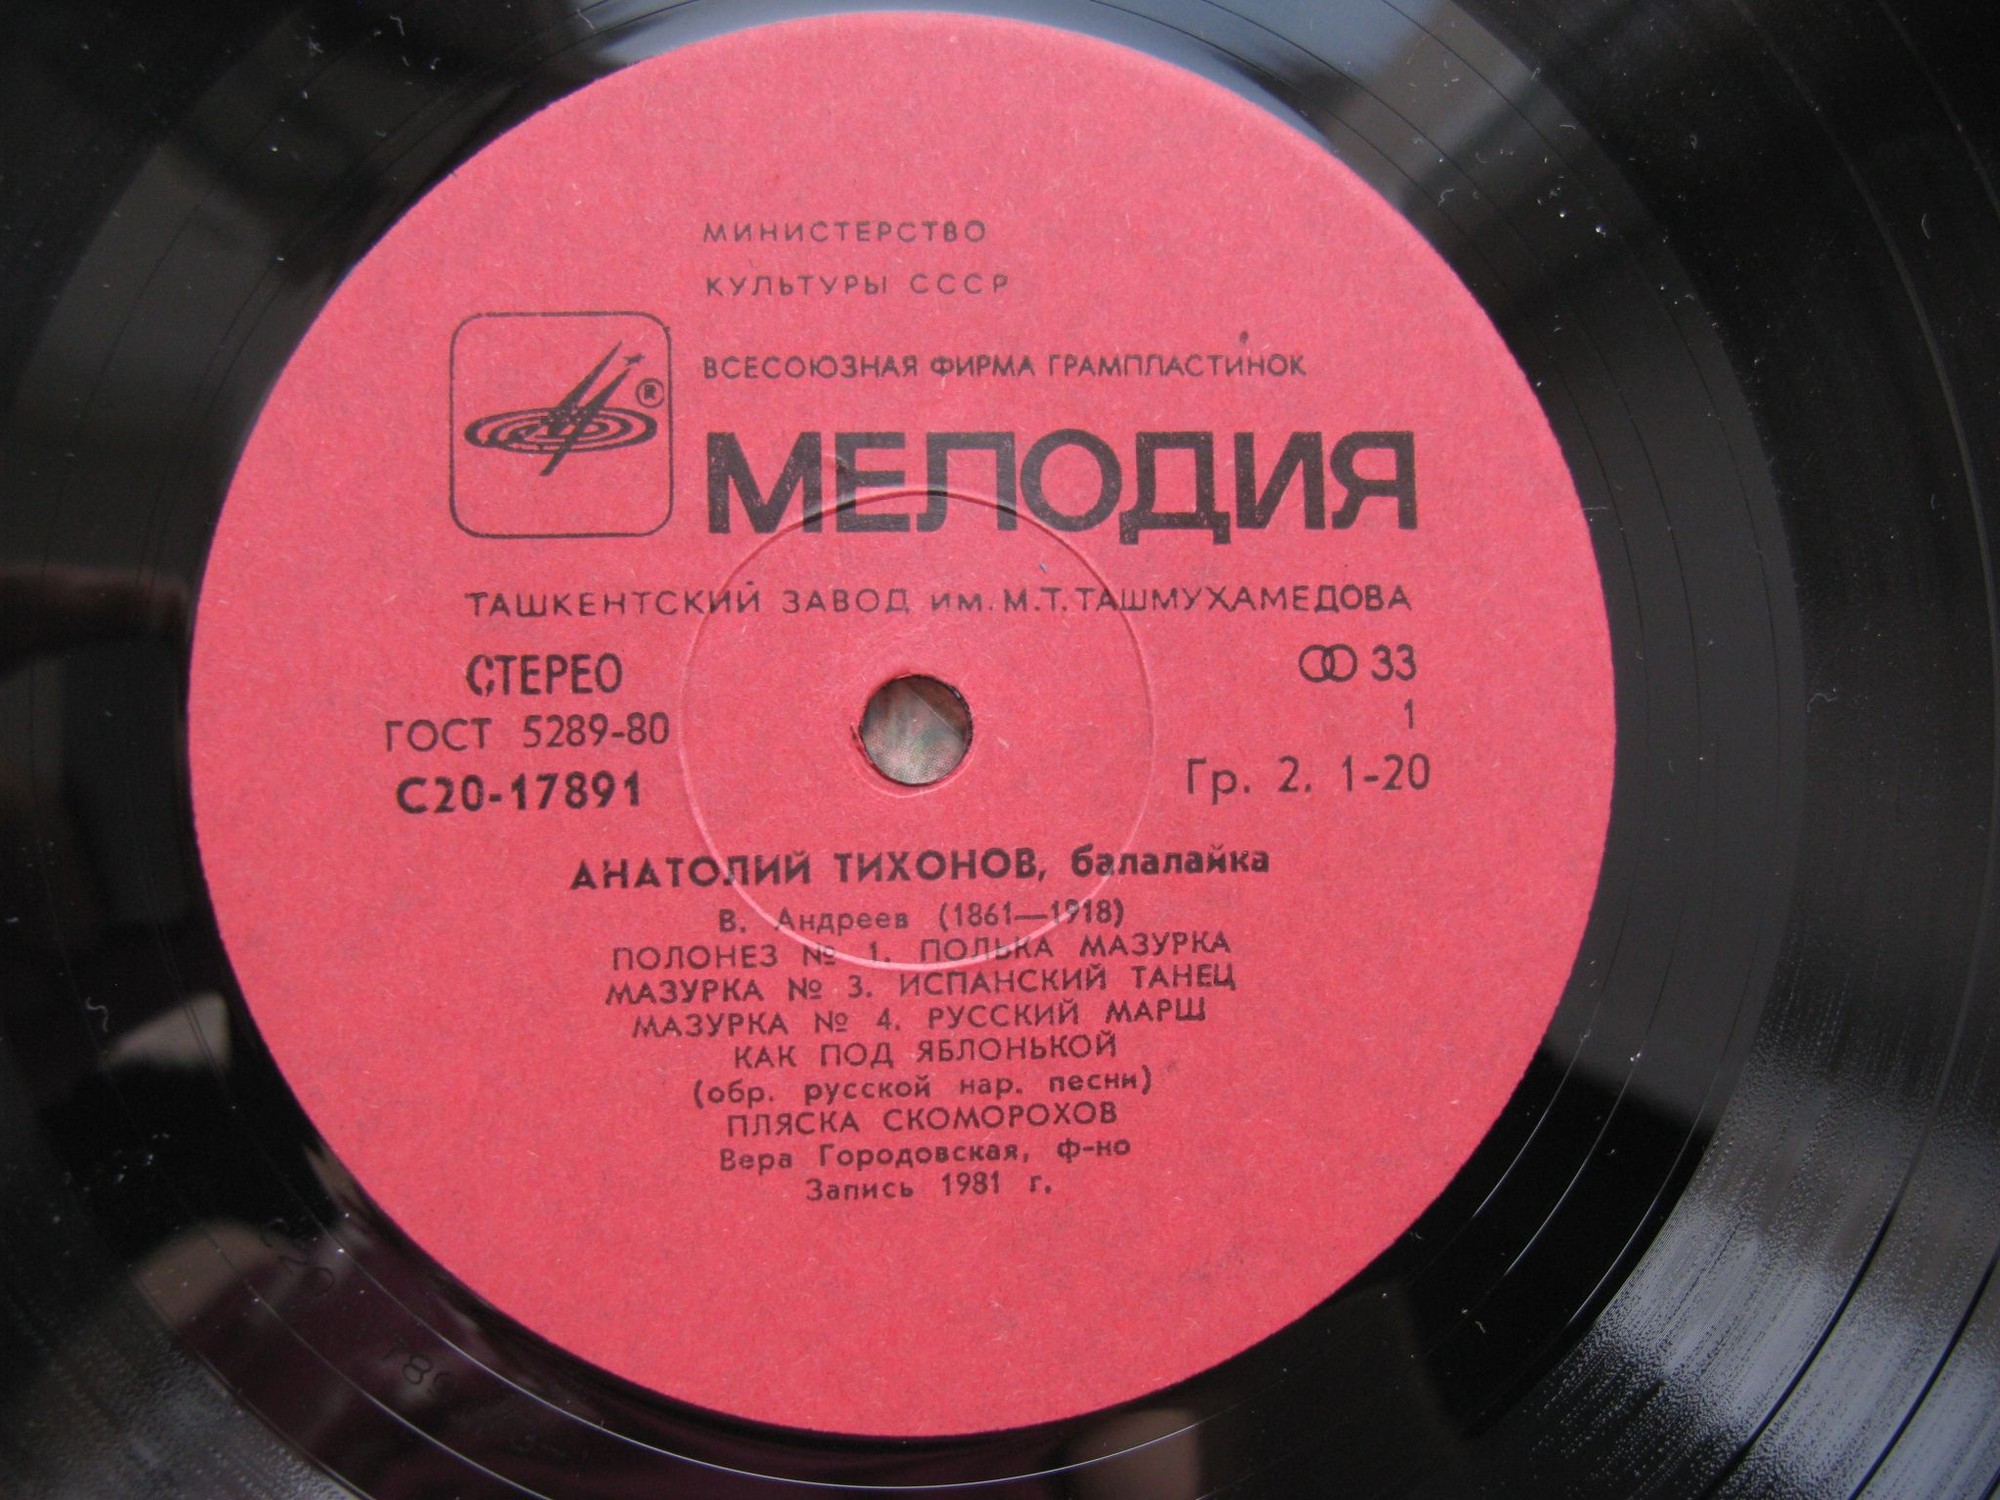 МИНИСТЕРСТВО
КУЛЬТУРЫ СССР
ВСЕСОЮЗНАЯ ФИРМА ГРАМПЛАСТИНОК
®
МЕЛОДИЯ
ТАШКЕНТСКИЙ ЗАВОД ИМ. М.Т. ТАШМУХАМЕДОВА
СТЕРЕО 33
ГОСТ 5289-80 1
С20-17891 Гр. 2. 1-20
АНАТОЛИЙ ТИХОНОВ, балалайка
В. Андреев (1861—1918)
ПОЛОНЕЗ № 1. ПОЛЬКА МАЗУРКА
МАЗУРКА № 3. ИСПАНСКИЙ ТАНЕЦ
МАЗУРКА № 4. РУССКИЙ МАРШ
КАК ПОД ЯБЛОНЬКОЙ
(обр. русской нар. песни)
ПЛЯСКА СКОМОРОХОВ
Вера Городовская, ф-но
Запись 1981 г.